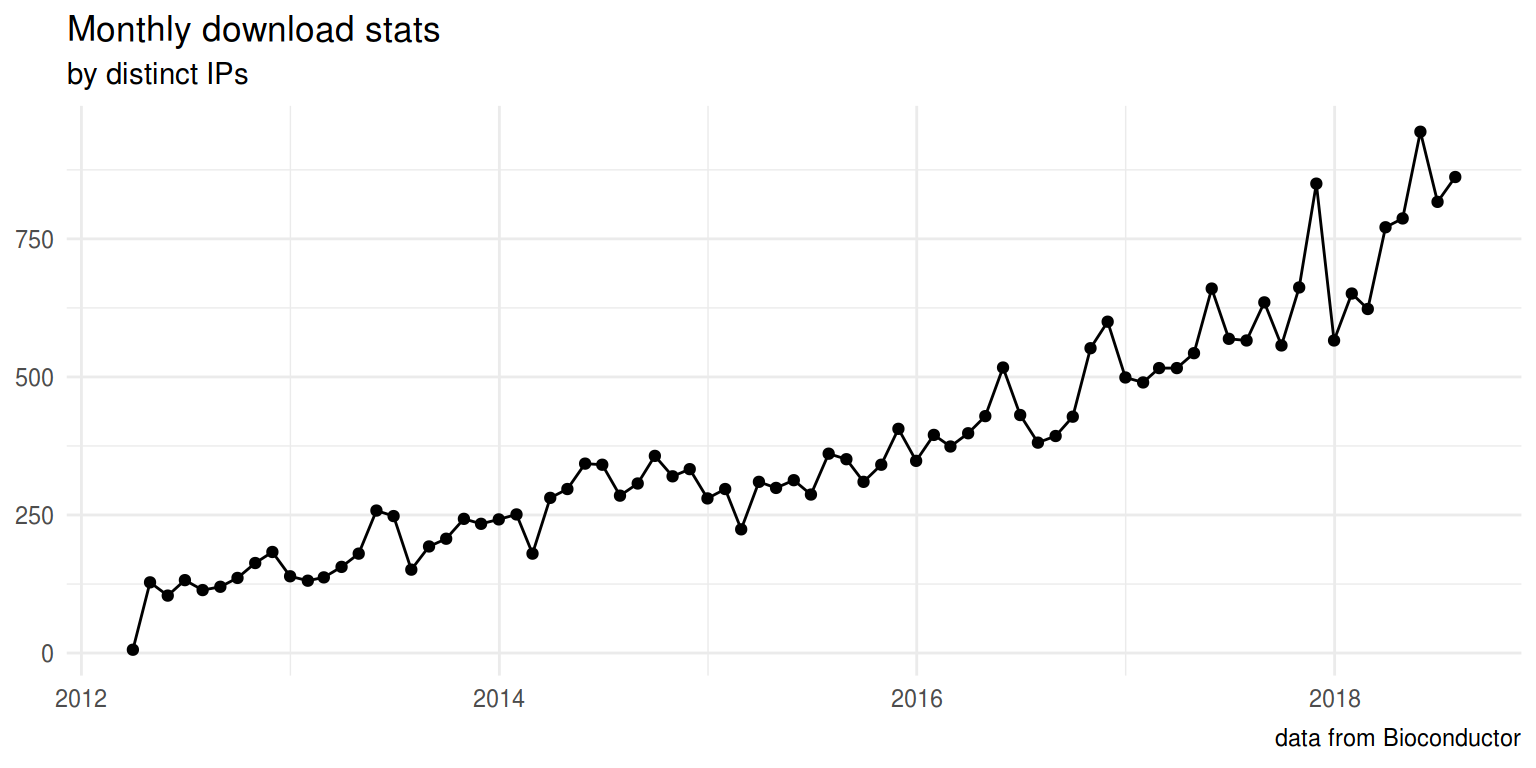 Monthly download stats
by distinct IPs
750
500
250
0
2012 2014 2016 2018
data from Bioconductor